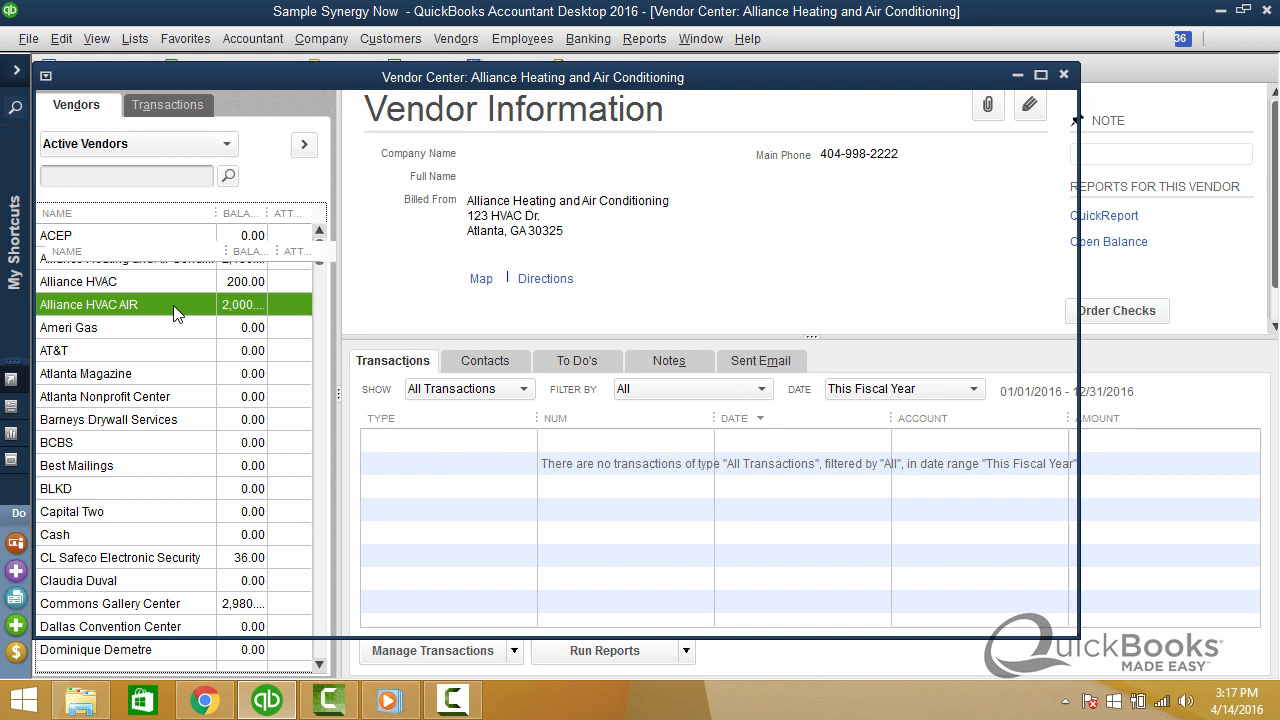 Sample Synergy Now - QuickBooks Accountant Desktop 2016 - [Vendor Center: Alliance Heating and Air Conditioning]
File Edit View Lists Favorites Accountant Company Customers Vendors Employees Banking Reports Window Help 36
Vendor Center: Alliance Heating and Air Conditioning
My Shortcuts
Do
Vendors Transactions
Active Vendors
NAME BALA... ATT...
ACEP 0.00
NAME BALA... ATT...
Alliance HVAC 200.00
Alliance HVAC AIR 2,000....
Ameri Gas 0.00
AT&T 0.00
Atlanta Magazine 0.00
Atlanta Nonprofit Center 0.00
Barneys Drywall Services 0.00
BCBS 0.00
Best Mailings 0.00
BLKD 0.00
Capital Two 0.00
Cash 0.00
CL Safeco Electronic Security 36.00
Claudia Duval 0.00
Commons Gallery Center 2,980....
Dallas Convention Center 0.00
Dominique Demetre 0.00
Vendor Information
Company Name
Full Name
Billed From Alliance Heating and Air Conditioning
123 HVAC Dr.
Atlanta, GA 30325
Main Phone 404-998-2222
Map Directions
NOTE
REPORTS FOR THIS VENDOR
QuickReport
Open Balance
Order Checks
Transactions Contacts To Do's Notes Sent Email
SHOW All Transactions FILTER BY All DATE This Fiscal Year 01/01/2016 - 12/31/2016
TYPE NUM DATE ACCOUNT AMOUNT
There are no transactions of type "All Transactions", filtered by "All", in date range "This Fiscal Year"
Manage Transactions Run Reports
QuickBooks
MADE EASY™
3:17 PM
4/14/2016